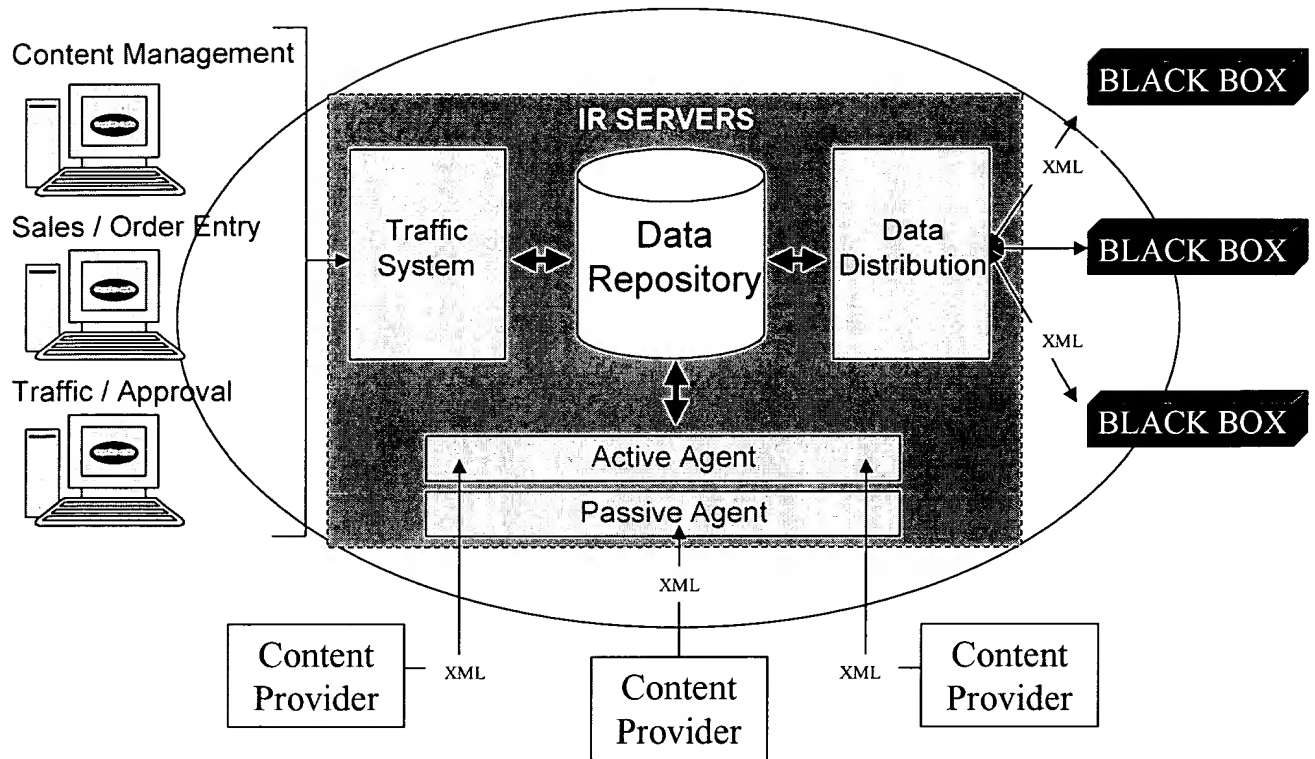 Content Management
Sales / Order Entry
Traffic / Approval
IR SERVERS
Traffic
System
Data
Repository
Data
Distribution
Active Agent
Passive Agent
XML
XML
BLACK BOX
BLACK BOX
BLACK BOX
XML
XML
XML
Content
Provider
Content
Provider
Content
Provider